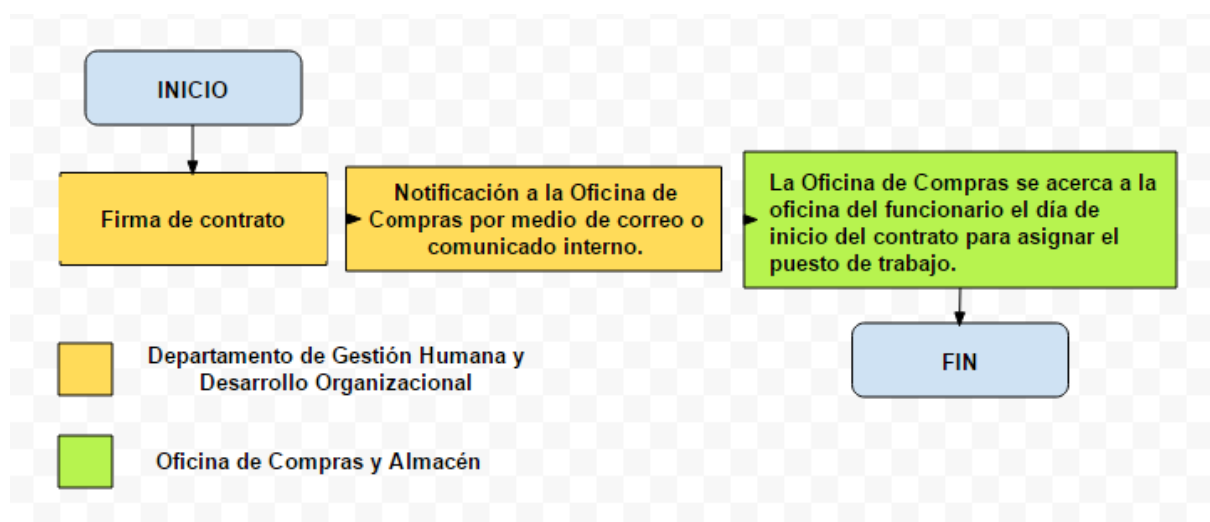 INICIO
Firma de contrato
Notificación a la Oficina de
Compras por medio de correo o
comunicado interno.
La Oficina de Compras se acerca a la
oficina del funcionario el día de
inicio del contrato para asignar el
puesto de trabajo.
FIN
Departamento de Gestión Humana y
Desarrollo Organizacional
Oficina de Compras y Almacén